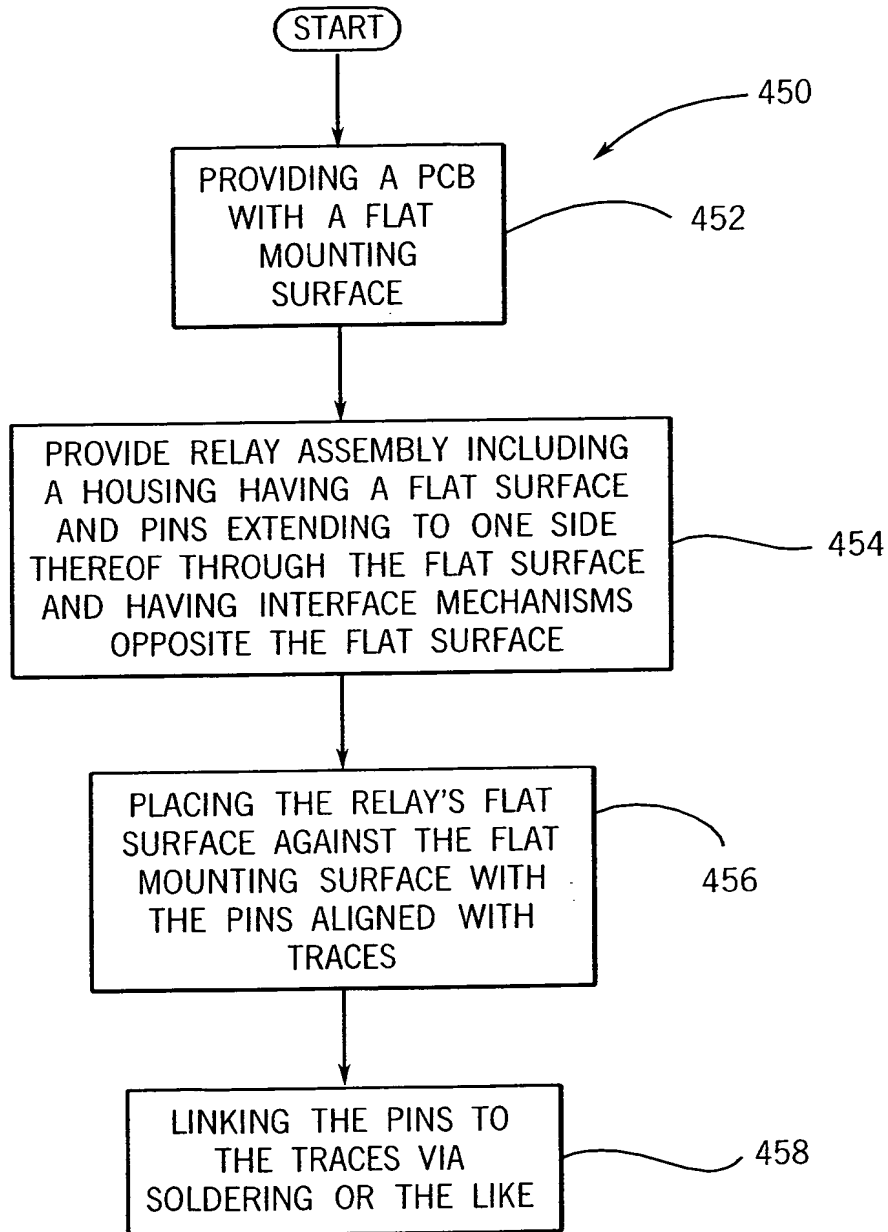 START
450
PROVIDING A PCB
WITH A FLAT
MOUNTING
SURFACE
452
PROVIDE RELAY ASSEMBLY INCLUDING
A HOUSING HAVING A FLAT SURFACE
AND PINS EXTENDING TO ONE SIDE
THEREOF THROUGH THE FLAT SURFACE
AND HAVING INTERFACE MECHANISMS
OPPOSITE THE FLAT SURFACE
454
PLACING THE RELAY'S FLAT
SURFACE AGAINST THE FLAT
MOUNTING SURFACE WITH
THE PINS ALIGNED WITH
TRACES
456
LINKING THE PINS TO
THE TRACES VIA
SOLDERING OR THE LIKE
458